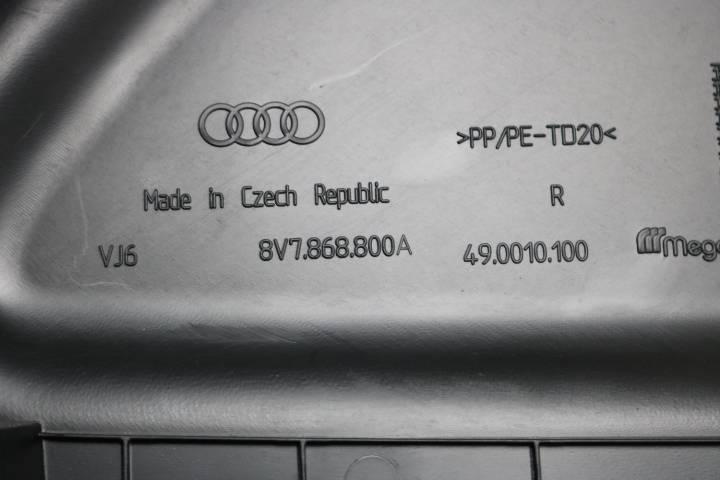 >PP/PE-TD20<
Made in Czech Republic R
VJ6 8V7.868.800A 49.0010.100